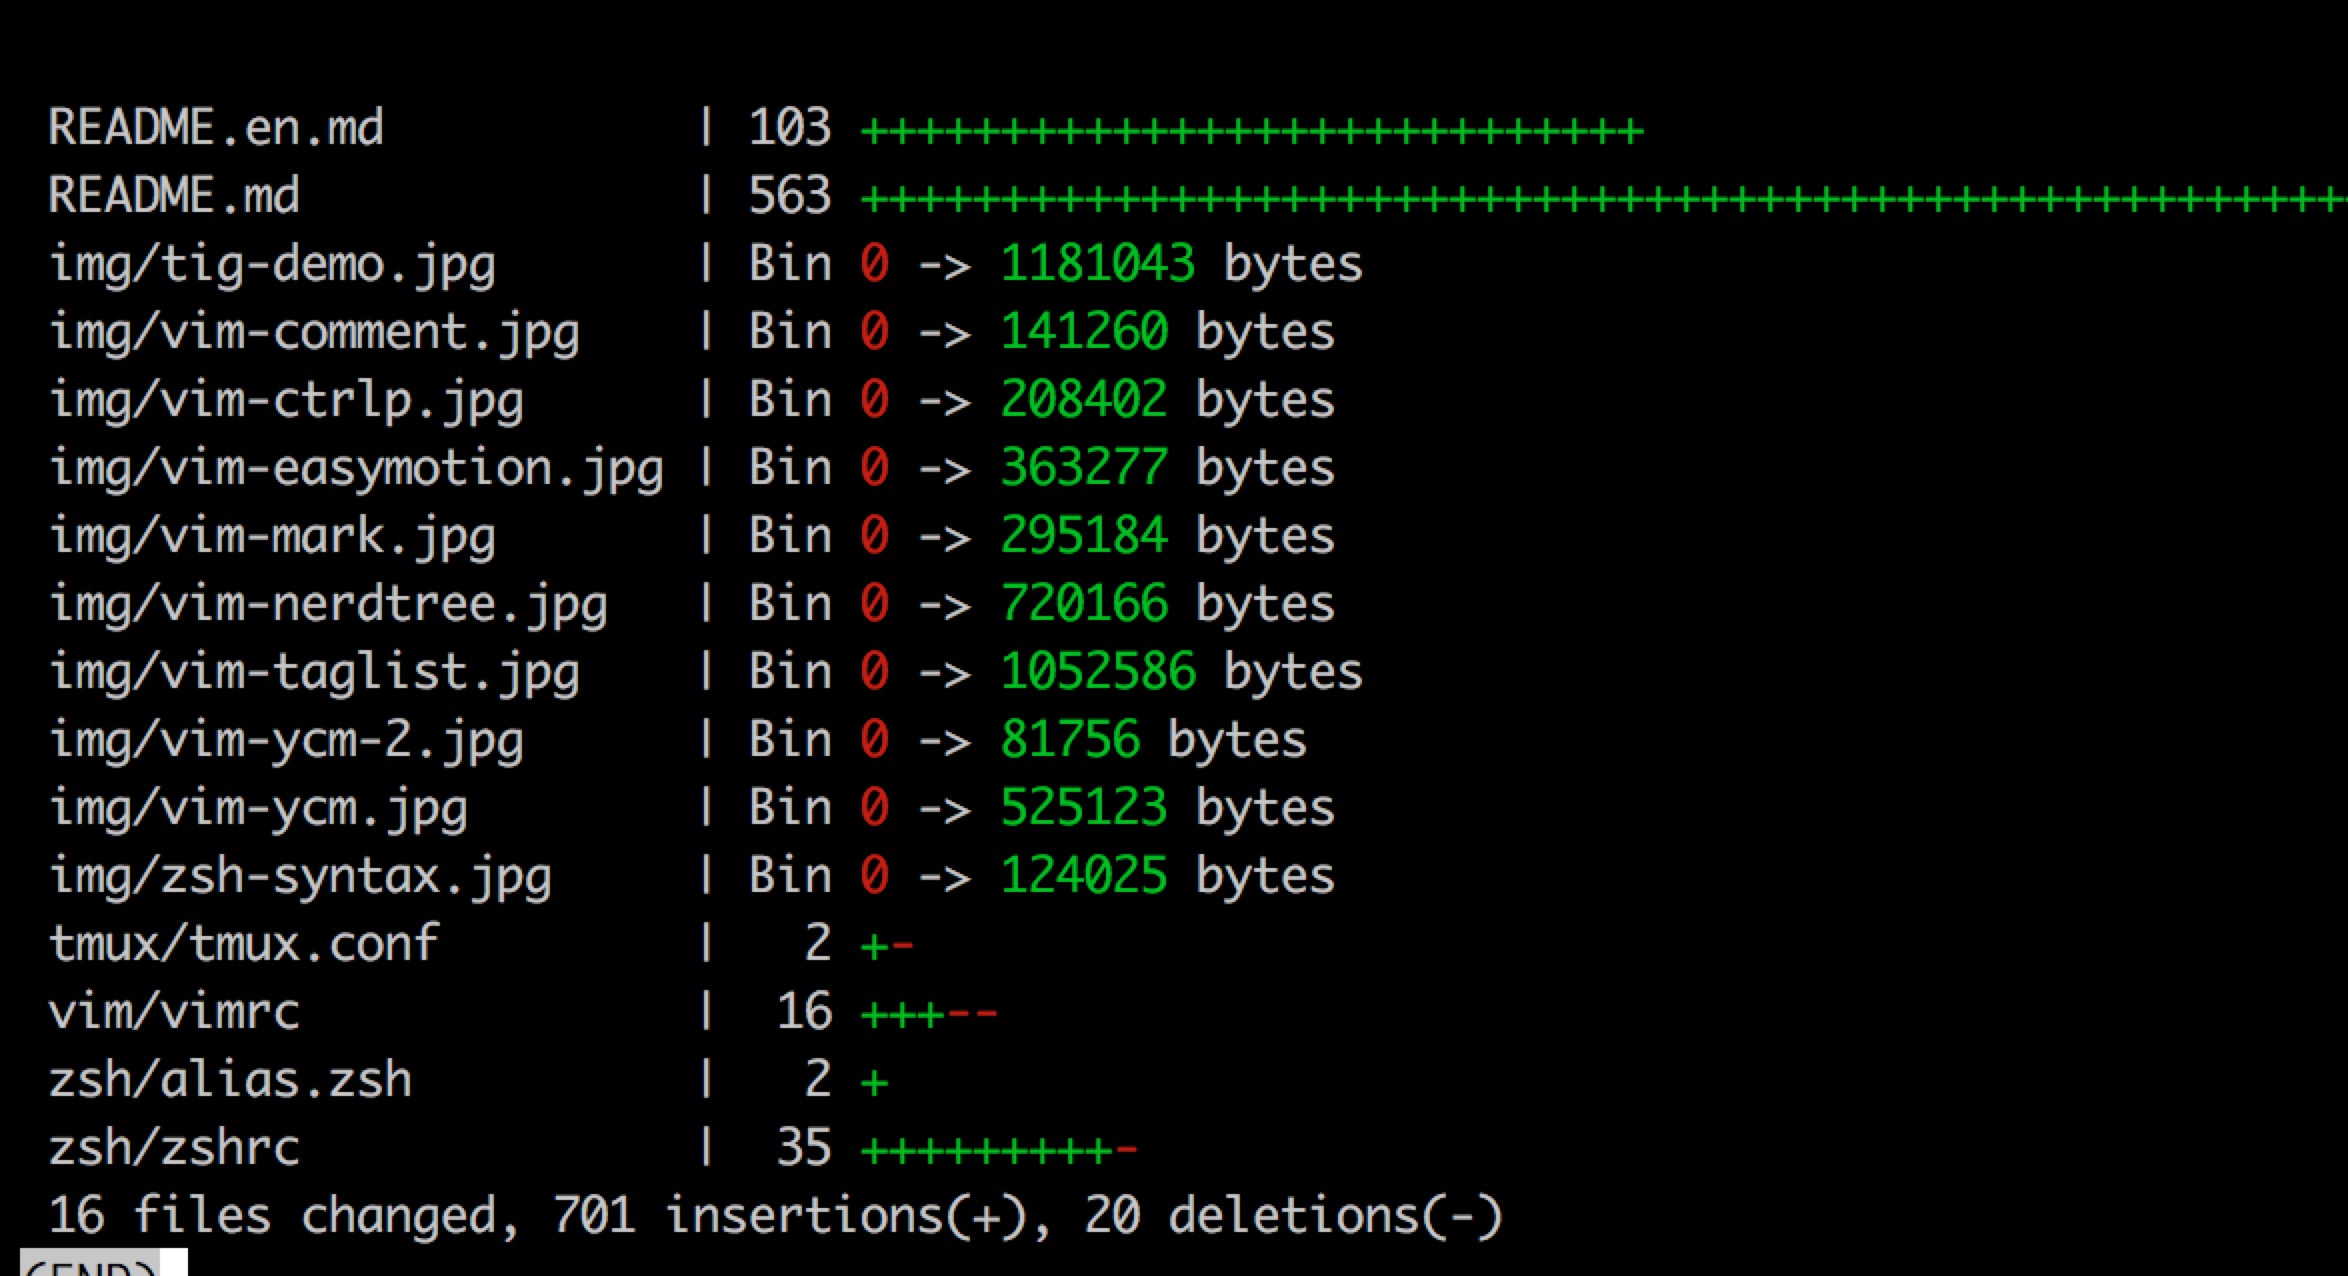 README.en.md | 103 ++++++++++++++++++++++++++++
README.md | 563 +++++++++++++++++++++++++++++++++++++++++++++++++++++
img/tig-demo.jpg | Bin 0 -> 1181043 bytes
img/vim-comment.jpg | Bin 0 -> 141260 bytes
img/vim-ctrlp.jpg | Bin 0 -> 208402 bytes
img/vim-easymotion.jpg | Bin 0 -> 363277 bytes
img/vim-mark.jpg | Bin 0 -> 295184 bytes
img/vim-nerdtree.jpg | Bin 0 -> 720166 bytes
img/vim-taglist.jpg | Bin 0 -> 1052586 bytes
img/vim-ycm-2.jpg | Bin 0 -> 81756 bytes
img/vim-ycm.jpg | Bin 0 -> 525123 bytes
img/zsh-syntax.jpg | Bin 0 -> 124025 bytes
tmux/tmux.conf | 2 +-
vim/vimrc | 16 +++--
zsh/alias.zsh | 2 +
zsh/zshrc | 35 +++++++++-
16 files changed, 701 insertions(+), 20 deletions(-)
(END)